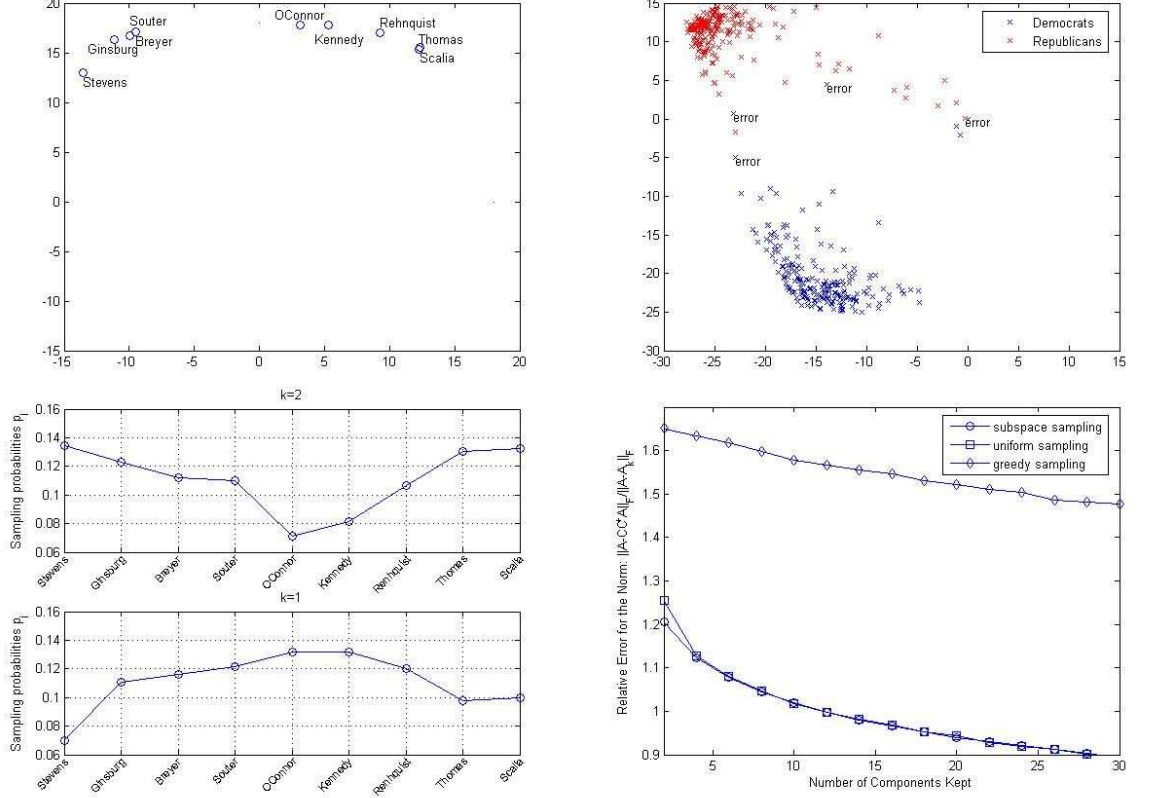 20
15
10
5
0
-5
-10
-15
-15 -10 -5 0 5 10 15 20
OConnor
Souter
Rehnquist
Ginsburg
Breyer
Kennedy
Thomas
Scalia
Stevens
15
10
5
0
-5
-10
-15
-20
-25
-30
-30 -25 -20 -15 -10 -5 0 5 10 15
Democrats
Republicans
error
error
error
error
k=2
Sampling probabilities pi
0.16
0.14
0.12
0.1
0.08
0.06
Stevens Ginsburg Breyer Souter OConnor Kennedy Rehnquist Thomas Scalia
k=1
Sampling probabilities pi
0.16
0.14
0.12
0.1
0.08
0.06
Stevens Ginsburg Breyer Souter OConnor Kennedy Rehnquist Thomas Scalia
Relative Error for the Norm: ||A-CC+A||F/||A-Ak||F
1.6
1.5
1.4
1.3
1.2
1.1
1
0.9
subspace sampling
uniform sampling
greedy sampling
5 10 15 20 25 30
Number of Components Kept